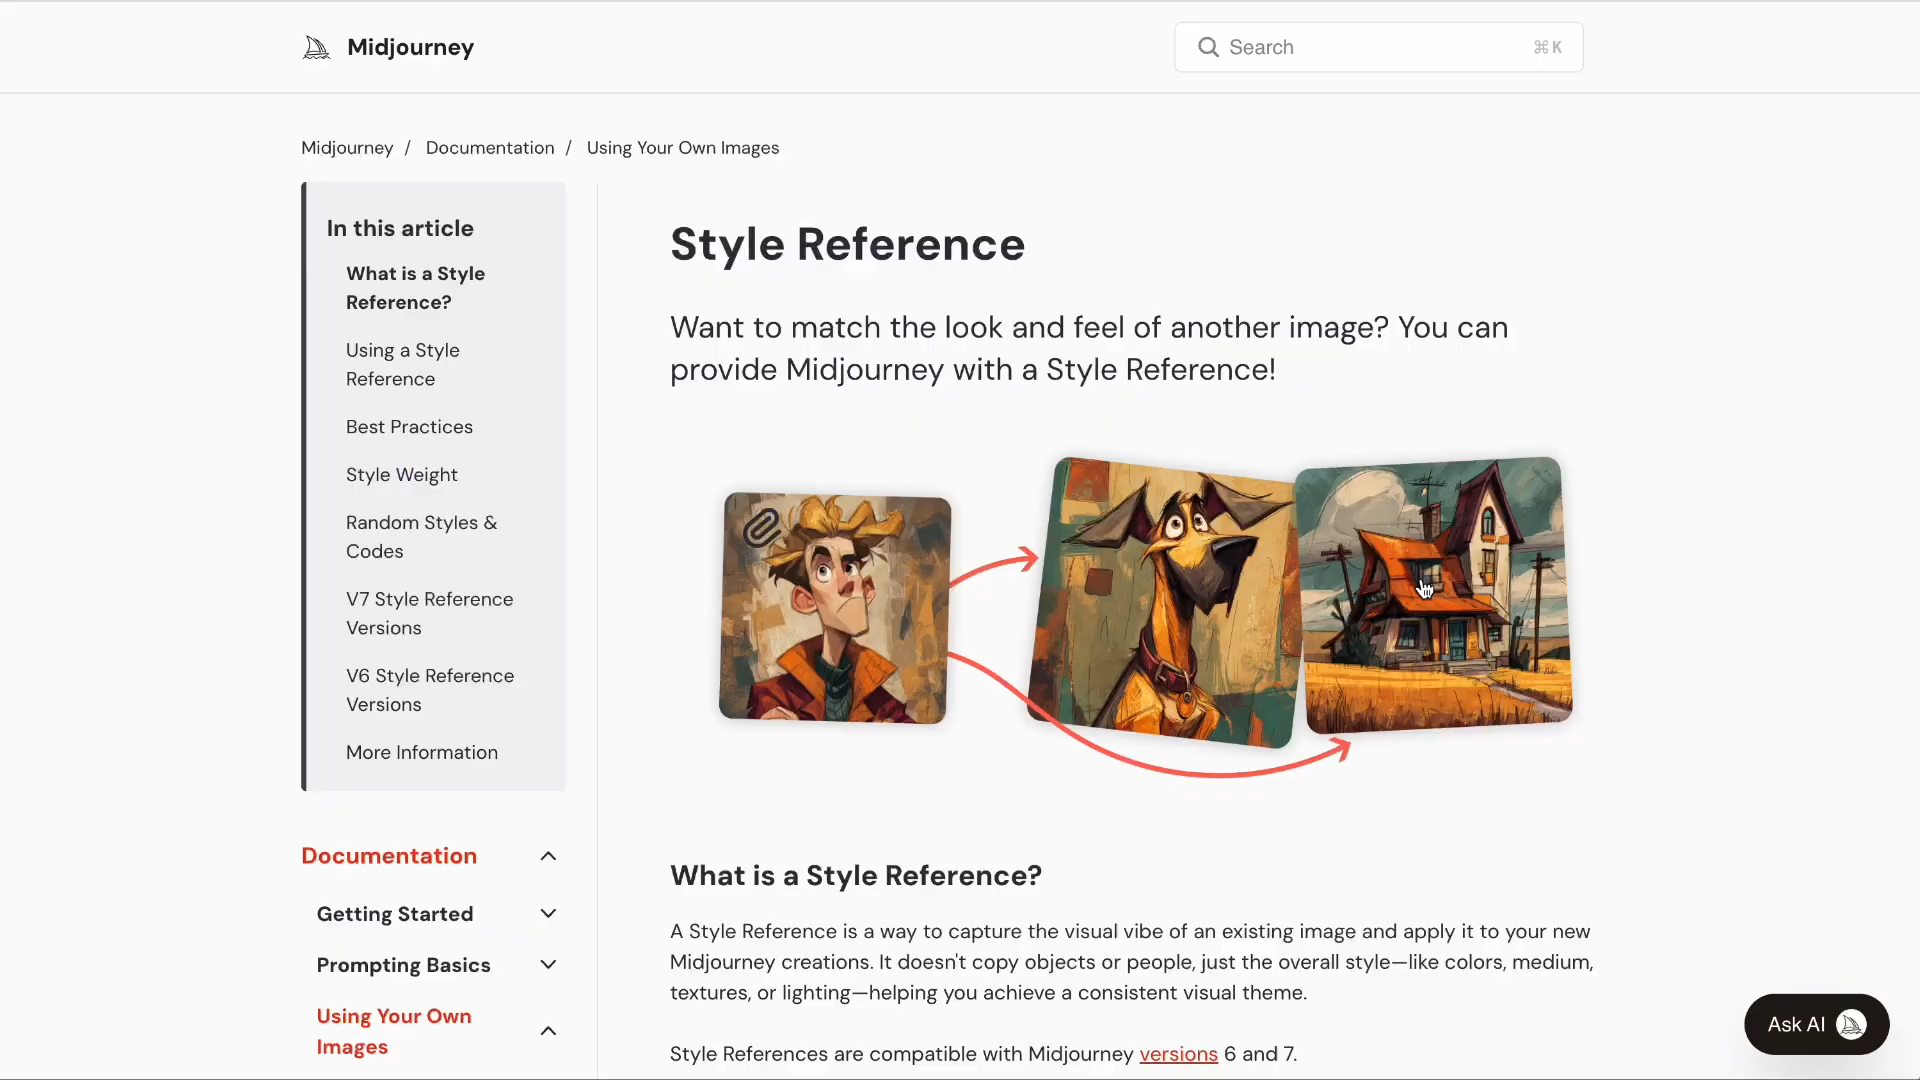 Midjourney
Search
⌘K
Midjourney / Documentation / Using Your Own Images
In this article
What is a Style
Reference?
Using a Style
Reference
Best Practices
Style Weight
Random Styles &
Codes
V7 Style Reference
Versions
V6 Style Reference
Versions
More Information
Documentation
Getting Started
Prompting Basics
Using Your Own
Images
Style Reference
Want to match the look and feel of another image? You can
provide Midjourney with a Style Reference!
What is a Style Reference?
A Style Reference is a way to capture the visual vibe of an existing image and apply it to your new
Midjourney creations. It doesn't copy objects or people, just the overall style—like colors, medium,
textures, or lighting—helping you achieve a consistent visual theme.
Style References are compatible with Midjourney versions 6 and 7.
Ask AI